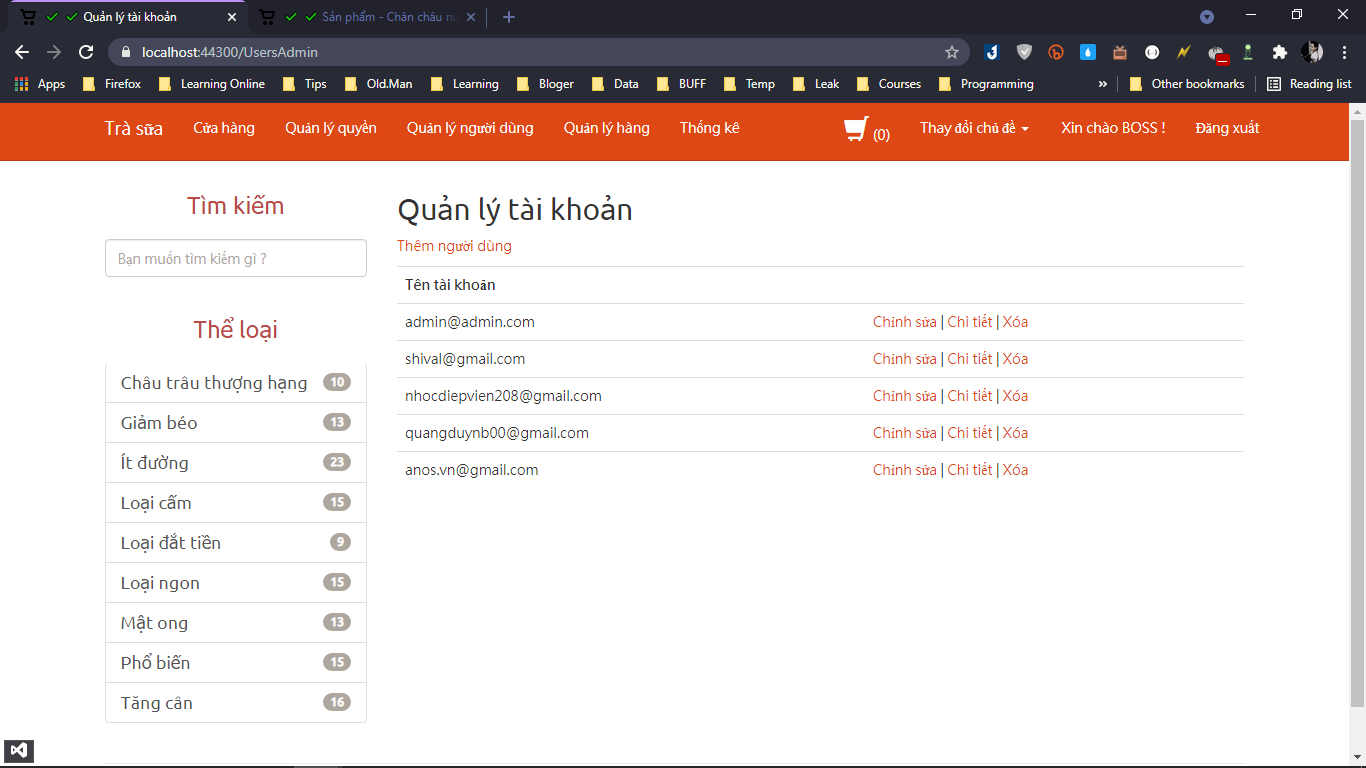 Quản lý tài khoản
Sản phẩm - Chân châu nư
localhost:44300/UsersAdmin
Apps Firefox Learning Online Tips Old.Man Learning Bloger Data BUFF Temp Leak Courses Programming » Other bookmarks Reading list
Trà sữa Cửa hàng Quản lý quyền Quản lý người dùng Quản lý hàng Thống kê (0) Thay đổi chủ đề Xin chào BOSS ! Đăng xuất
Tìm kiếm
Bạn muốn tìm kiếm gì ?
Thể loại
Châu trâu thượng hạng 10
Giảm béo 13
Ít đường 23
Loại cấm 15
Loại đắt tiền 9
Loại ngon 15
Mật ong 13
Phổ biến 15
Tăng cân 16
Quản lý tài khoản
Thêm người dùng
Tên tài khoản
admin@admin.com Chỉnh sửa | Chi tiết | Xóa
shival@gmail.com Chỉnh sửa | Chi tiết | Xóa
nhocdiepvien208@gmail.com Chỉnh sửa | Chi tiết | Xóa
quangduynb00@gmail.com Chỉnh sửa | Chi tiết | Xóa
anos.vn@gmail.com Chỉnh sửa | Chi tiết | Xóa